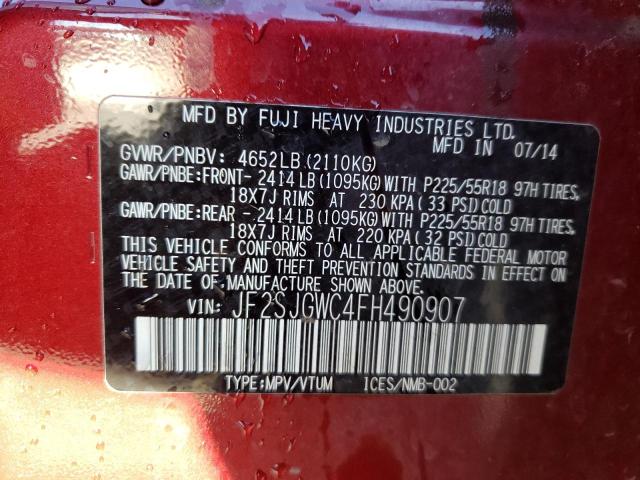 MFD BY FUJI HEAVY INDUSTRIES LTD.
MFD IN 07/14
GVWR/PNBV: 4652LB(2110KG)
GAWR/PNBE:FRONT- 2414LB(1095KG)WITH P225/55R18 97H TIRES,
18X7J RIMS AT 230 KPA(33 PSI)COLD
GAWR/PNBE:REAR - 2414LB(1095KG)WITH P225/55R18 97H TIRES,
18X7J RIMS AT 220 KPA(32 PSI)COLD
THIS VEHICLE CONFORMS TO ALL APPLICABLE FEDERAL MOTOR
VEHICLE SAFETY AND THEFT PREVENTION STANDARDS IN EFFECT ON
THE DATE OF MANUFACTURE SHOWN ABOVE.
VIN: JF2SJGWC4FH490907
TYPE:MPV/VTUM ICES/NMB-002